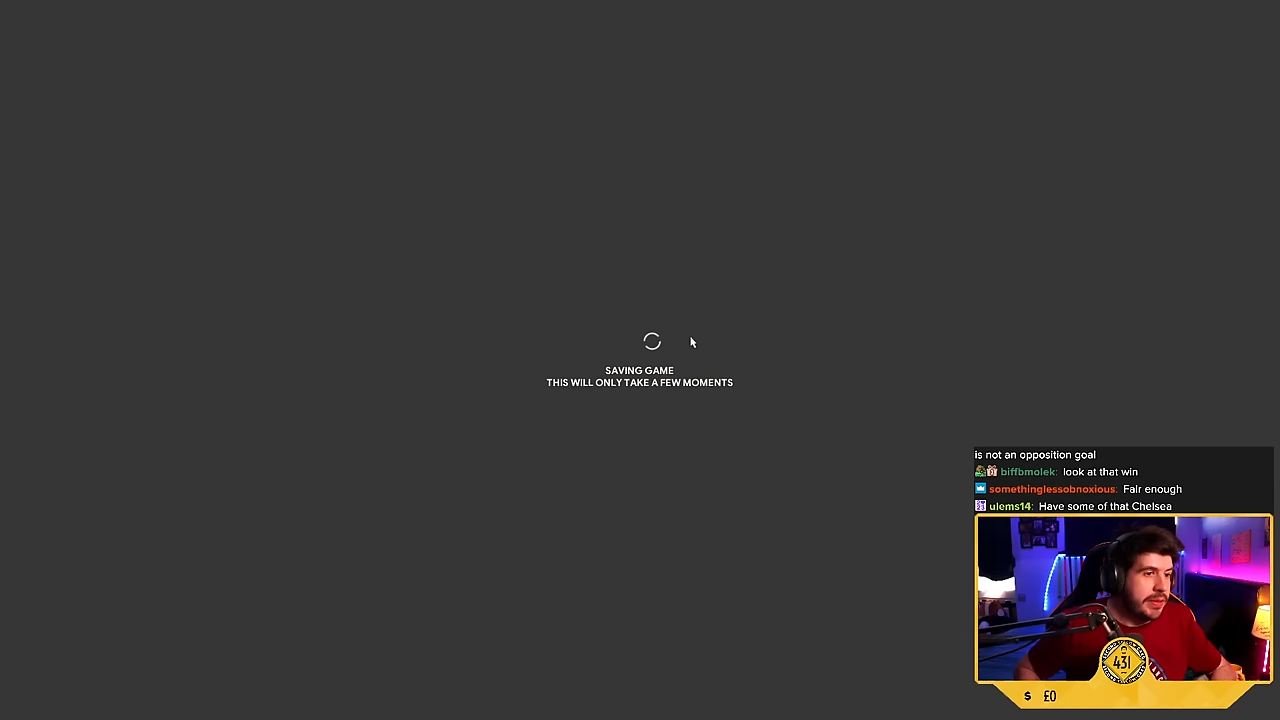 SAVING GAME
THIS WILL ONLY TAKE A FEW MOMENTS
is not an opposition goal
biffbmolek: look at that win
somethinglessobnoxious: Fair enough
ulems14: Have some of that Chelsea
431
$ £0